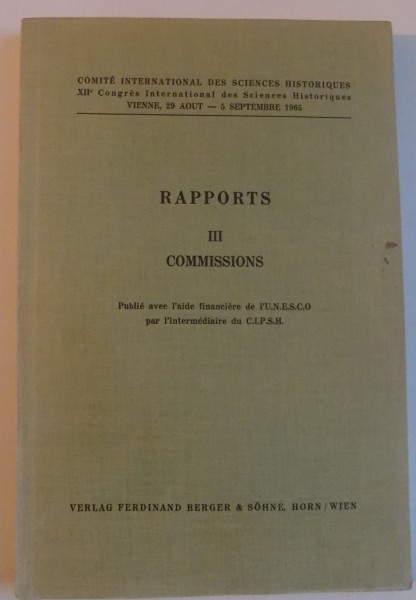 COMITÉ INTERNATIONAL DES SCIENCES HISTORIQUES
XIIe Congrès International des Sciences Historiques
VIENNE, 29 AOUT — 5 SEPTEMBRE 1965
RAPPORTS
III
COMMISSIONS
Publié avec l'aide financière de l'U.N.E.S.C.O
par l'intermédiaire du C.I.P.S.H.
VERLAG FERDINAND BERGER & SÖHNE, HORN/WIEN